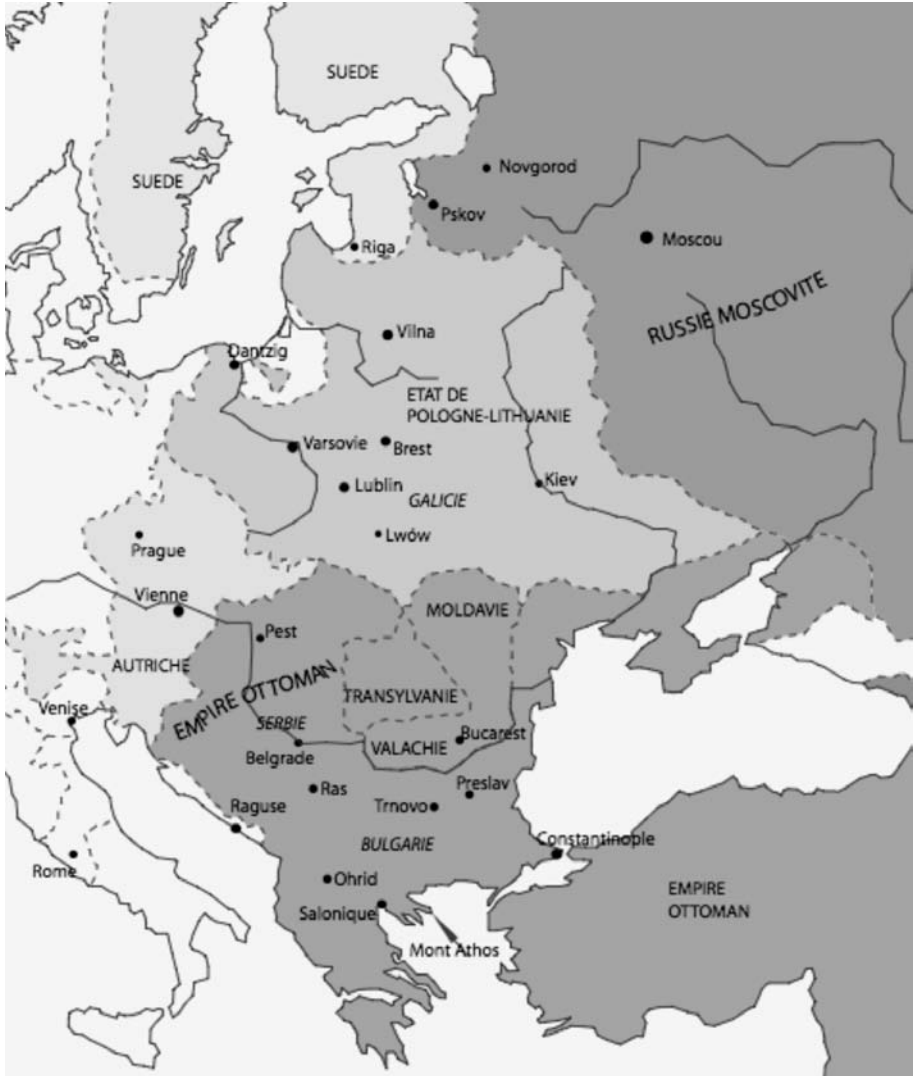 SUEDE
SUEDE
Novgorod
Pskov
Moscou
Riga
RUSSIE MOSCOVITE
Vilna
Dantzig
ETAT DE
POLOGNE-LITHUANIE
Varsovie
Brest
Lublin
GALICIE
Kiev
Lwów
Prague
Vienne
MOLDAVIE
Pest
AUTRICHE
EMPIRE OTTOMAN
TRANSYLVANIE
Venise
SERBIE
Bucarest
VALACHIE
Belgrade
Ras
Preslav
Trnovo
Raguse
BULGARIE
Constantinople
Rome
Ohrid
EMPIRE
OTTOMAN
Salonique
Mont Athos